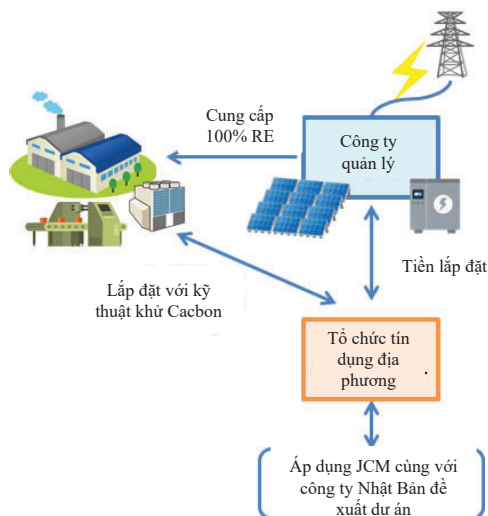 Cung cấp
100% RE
Công ty
quản lý
Tiền lắp đặt
Lắp đặt với kỹ
thuật khử Cacbon
Tổ chức tín
dụng địa
phương .
Áp dụng JCM cùng với
công ty Nhật Bản đề
xuất dự án